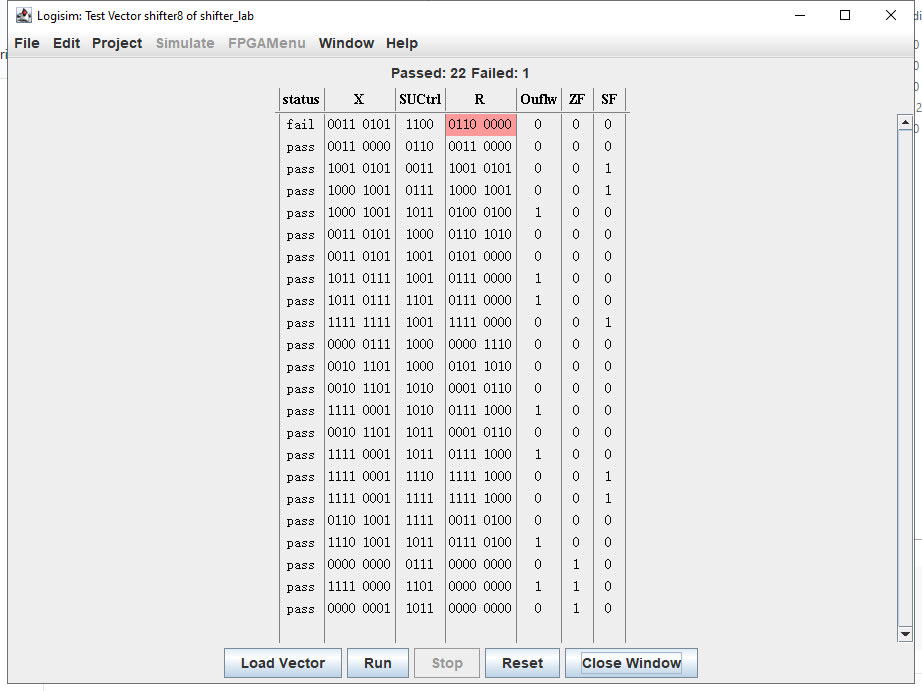 Logisim: Test Vector shifter8 of shifter_lab
File Edit Project Simulate FPGAMenu Window Help
Passed: 22 Failed: 1
status X SUCtrl R Ouflw ZF SF
fail 0011 0101 1100 0110 0000 0 0 0
pass 0011 0000 0110 0011 0000 0 0 0
pass 1001 0101 0011 1001 0101 0 0 1
pass 1000 1001 0111 1000 1001 0 0 1
pass 1000 1001 1011 0100 0100 1 0 0
pass 0011 0101 1000 0110 1010 0 0 0
pass 0011 0101 1001 0101 0000 0 0 0
pass 1011 0111 1001 0111 0000 1 0 0
pass 1011 0111 1101 0111 0000 1 0 0
pass 1111 1111 1001 1111 0000 0 0 1
pass 0000 0111 1000 0000 1110 0 0 0
pass 0010 1101 1000 0101 1010 0 0 0
pass 0010 1101 1010 0001 0110 0 0 0
pass 1111 0001 1010 0111 1000 1 0 0
pass 0010 1101 1011 0001 0110 0 0 0
pass 1111 0001 1011 0111 1000 1 0 0
pass 1111 0001 1110 1111 1000 0 0 1
pass 1111 0001 1111 1111 1000 0 0 1
pass 0110 1001 1111 0011 0100 0 0 0
pass 1110 1001 1011 0111 0100 1 0 0
pass 0000 0000 0111 0000 0000 0 1 0
pass 1111 0000 1101 0000 0000 1 1 0
pass 0000 0001 1011 0000 0000 0 1 0
Load Vector Run Stop Reset Close Window